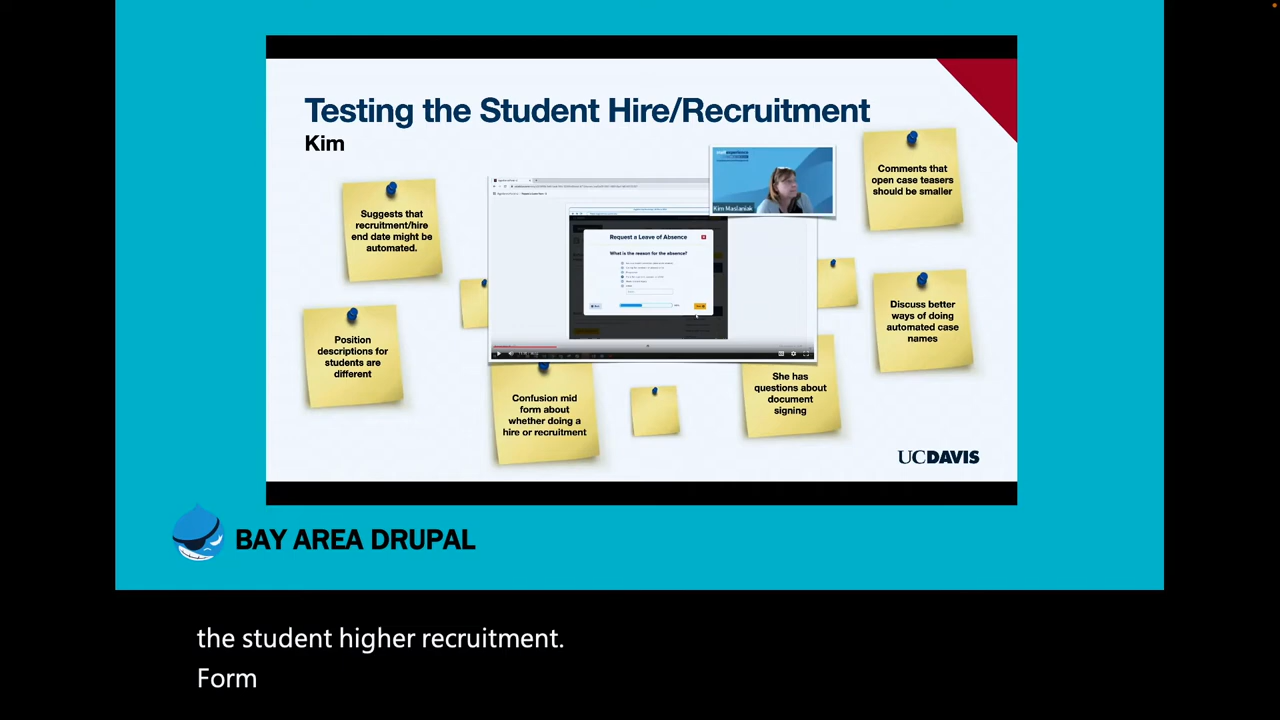 Testing the Student Hire/Recruitment
Kim
Suggests that
recruitment/hire
end date might be
automated.
Position
descriptions for
students are
different
Confusion mid
form about
whether doing a
hire or recruitment
Kim Maslaniak
Request a Leave of Absence
What is the reason for the absence?
She has
questions about
document
signing
Comments that
open case teasers
should be smaller
Discuss better
ways of doing
automated case
names
UCDAVIS
BAY AREA DRUPAL
the student higher recruitment.
Form